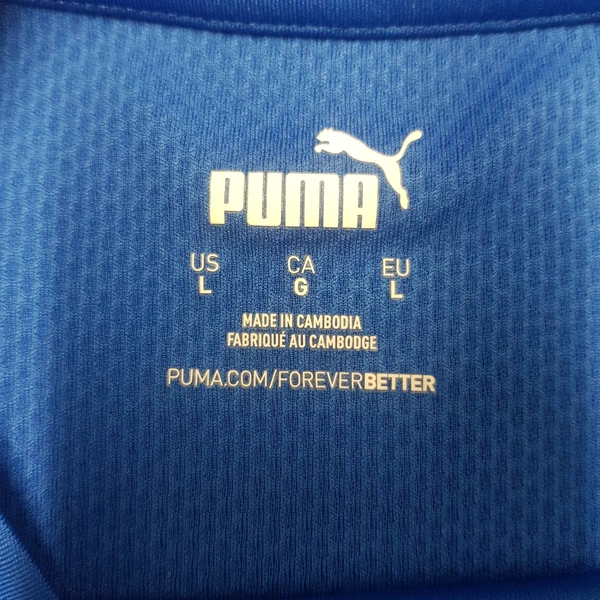 PUMA
US CA EU
L G L
MADE IN CAMBODIA
FABRIQUÉ AU CAMBODGE
PUMA.COM/FOREVERBETTER